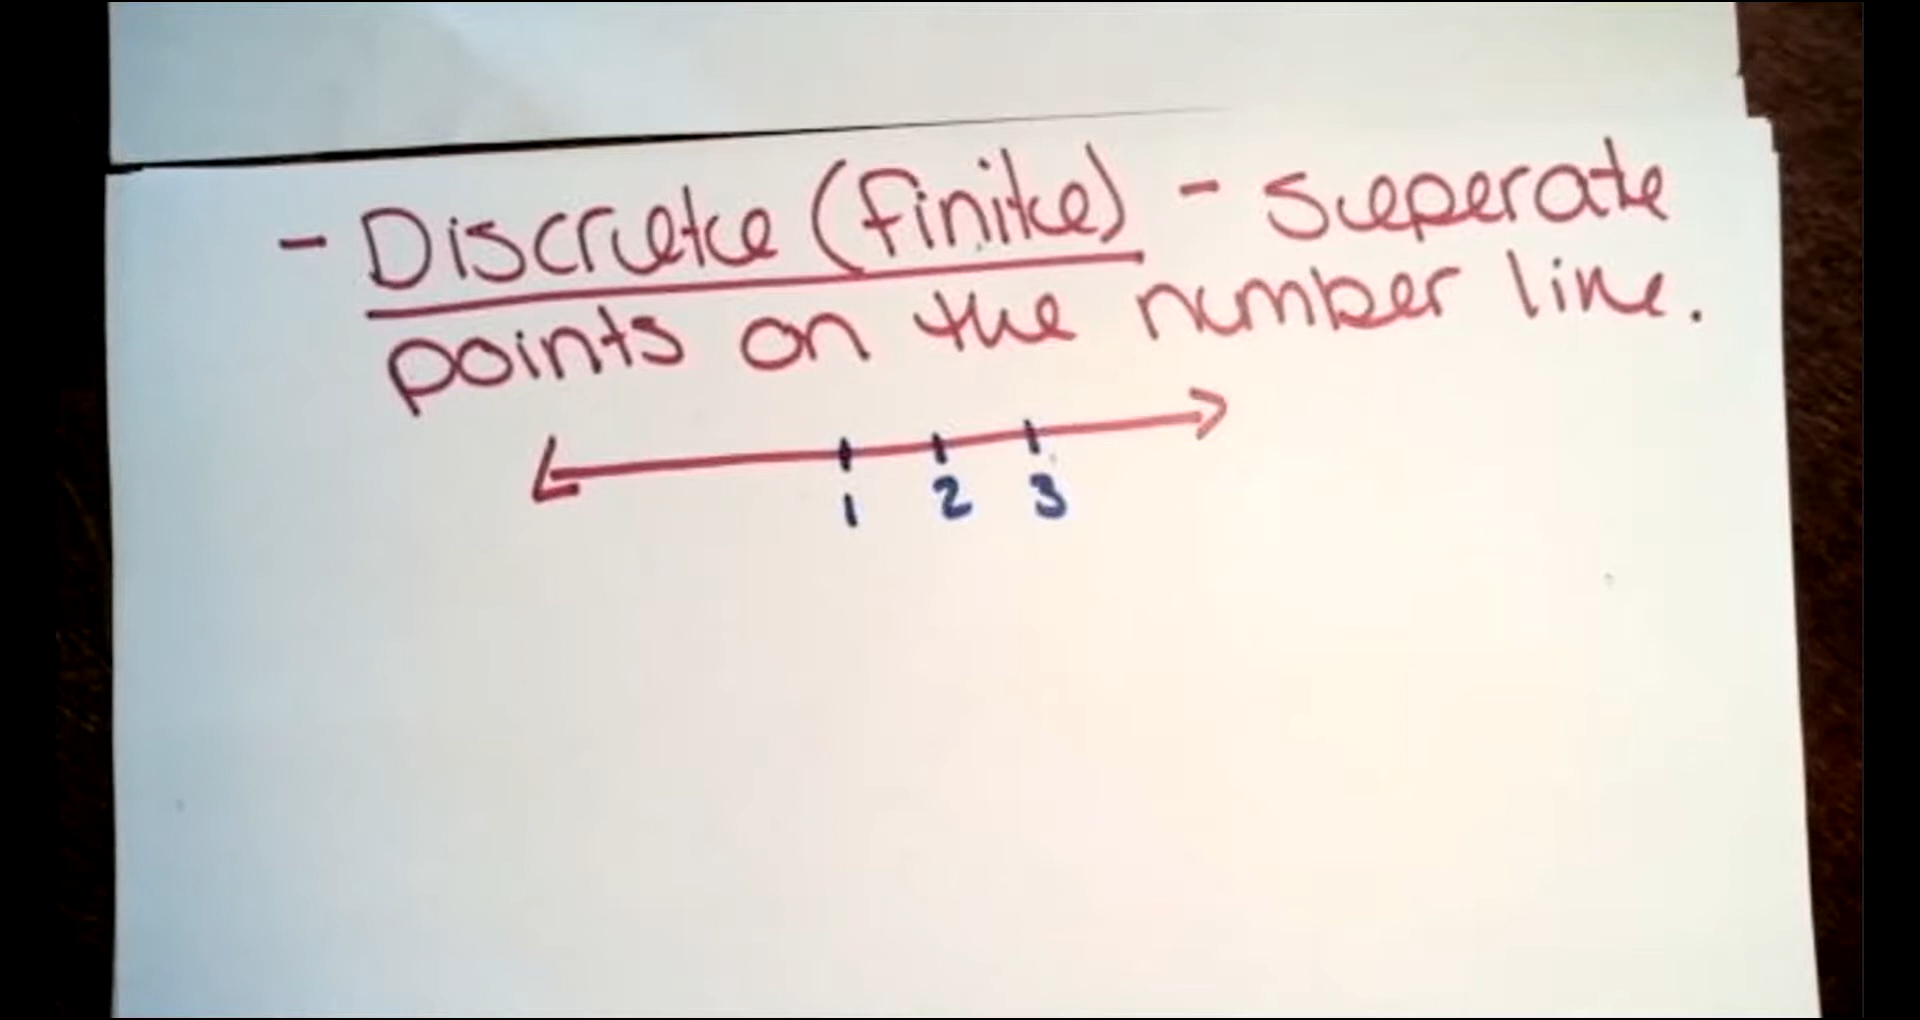 - Discrete (finite) - seperate
points on the number line.
1 2 3